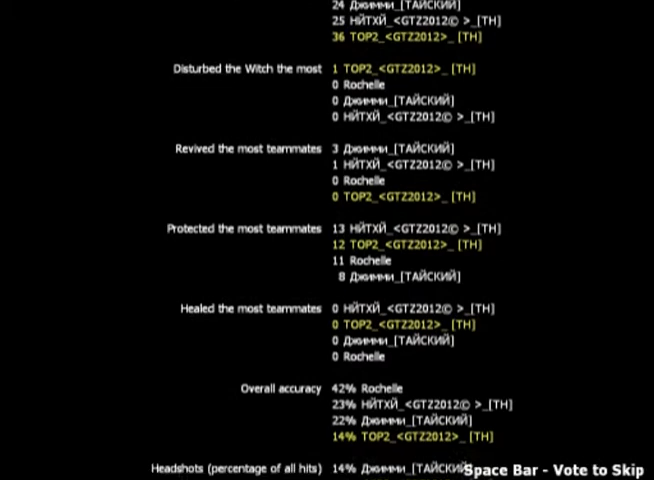 24 Джимми_[ТАЙСКИЙ]
25 НЙТХЙ_<GTZ2012© >_[TH]
36 TOP2_<GTZ2012>_ [TH]
Disturbed the Witch the most 1 TOP2_<GTZ2012>_ [TH]
0 Rochelle
0 Джимми_[ТАЙСКИЙ]
0 НЙТХЙ_<GTZ2012© >_[TH]
Revived the most teammates 3 Джимми_[ТАЙСКИЙ]
1 НЙТХЙ_<GTZ2012© >_[TH]
0 Rochelle
0 TOP2_<GTZ2012>_ [TH]
Protected the most teammates 13 НЙТХЙ_<GTZ2012© >_[TH]
12 TOP2_<GTZ2012>_ [TH]
11 Rochelle
8 Джимми_[ТАЙСКИЙ]
Healed the most teammates 0 НЙТХЙ_<GTZ2012© >_[TH]
0 TOP2_<GTZ2012>_ [TH]
0 Джимми_[ТАЙСКИЙ]
0 Rochelle
Overall accuracy 42% Rochelle
23% НЙТХЙ_<GTZ2012© >_[TH]
22% Джимми_[ТАЙСКИЙ]
14% TOP2_<GTZ2012>_ [TH]
Headshots (percentage of all hits) 14% Джимми_[ТАЙСКИЙ
Space Bar - Vote to Skip